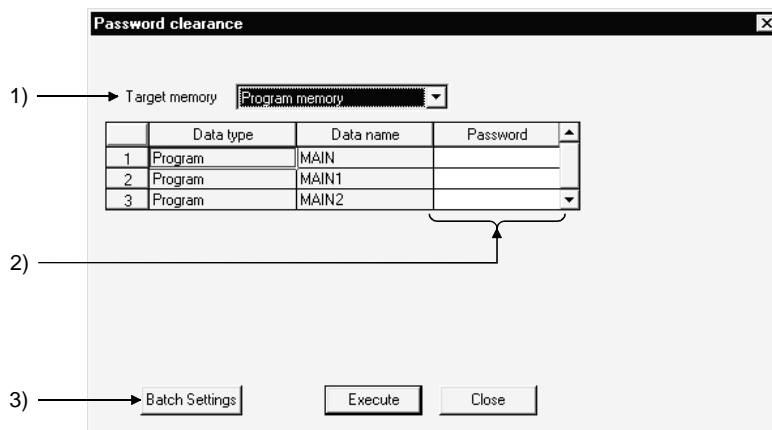 Password clearance
1) Target memory Program memory
Data type Data name Password
1 Program MAIN
2 Program MAIN1
3 Program MAIN2
2)
3) Batch Settings Execute Close